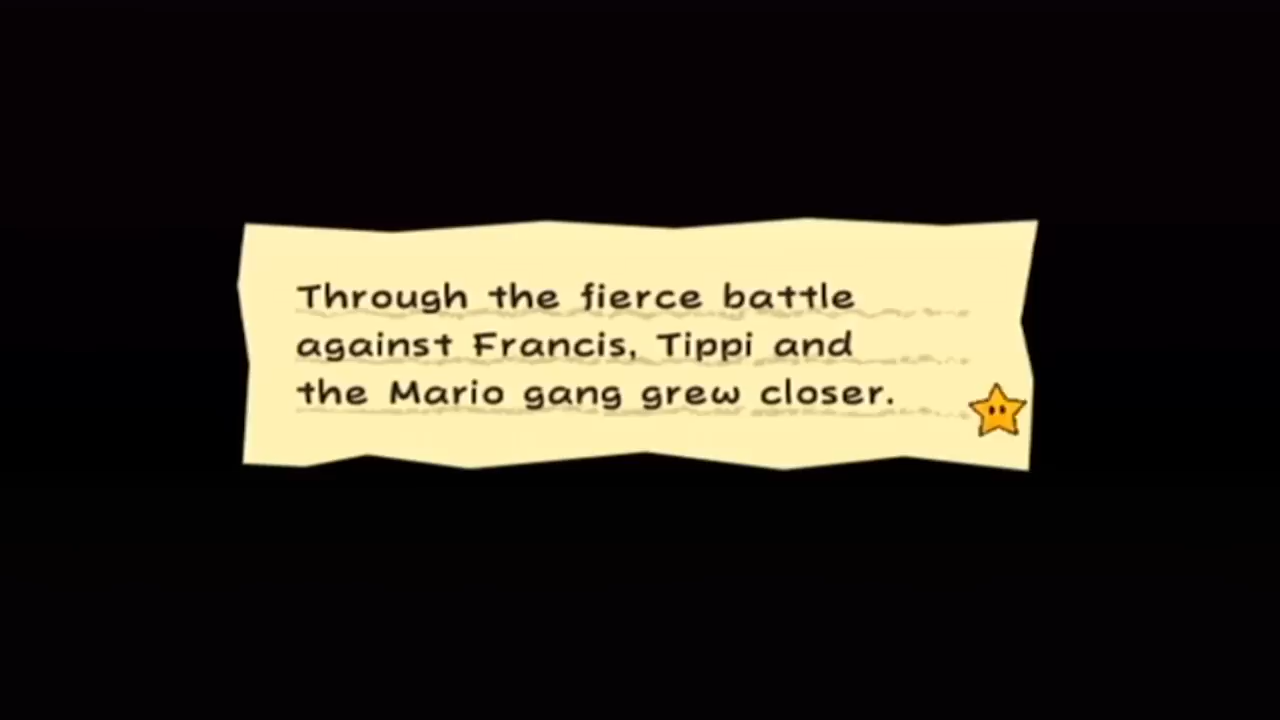 Through the fierce battle
against Francis, Tippi and
the Mario gang grew closer.